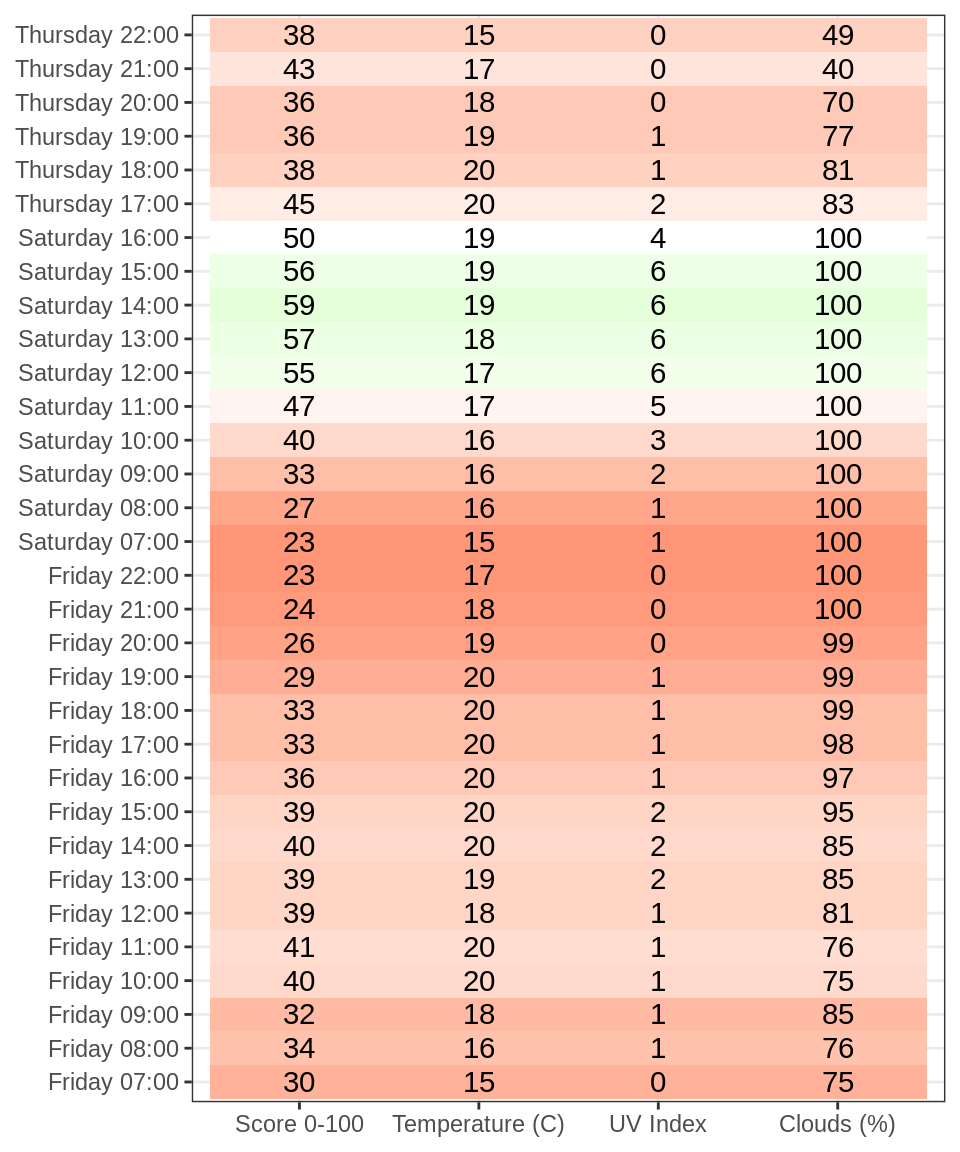 Thursday 22:00 38 15 0 49
Thursday 21:00 43 17 0 40
Thursday 20:00 36 18 0 70
Thursday 19:00 36 19 1 77
Thursday 18:00 38 20 1 81
Thursday 17:00 45 20 2 83
Saturday 16:00 50 19 4 100
Saturday 15:00 56 19 6 100
Saturday 14:00 59 19 6 100
Saturday 13:00 57 18 6 100
Saturday 12:00 55 17 6 100
Saturday 11:00 47 17 5 100
Saturday 10:00 40 16 3 100
Saturday 09:00 33 16 2 100
Saturday 08:00 27 16 1 100
Saturday 07:00 23 15 1 100
Friday 22:00 23 17 0 100
Friday 21:00 24 18 0 100
Friday 20:00 26 19 0 99
Friday 19:00 29 20 1 99
Friday 18:00 33 20 1 99
Friday 17:00 33 20 1 98
Friday 16:00 36 20 1 97
Friday 15:00 39 20 2 95
Friday 14:00 40 20 2 85
Friday 13:00 39 19 2 85
Friday 12:00 39 18 1 81
Friday 11:00 41 20 1 76
Friday 10:00 40 20 1 75
Friday 09:00 32 18 1 85
Friday 08:00 34 16 1 76
Friday 07:00 30 15 0 75
Score 0-100 Temperature (C) UV Index Clouds (%)